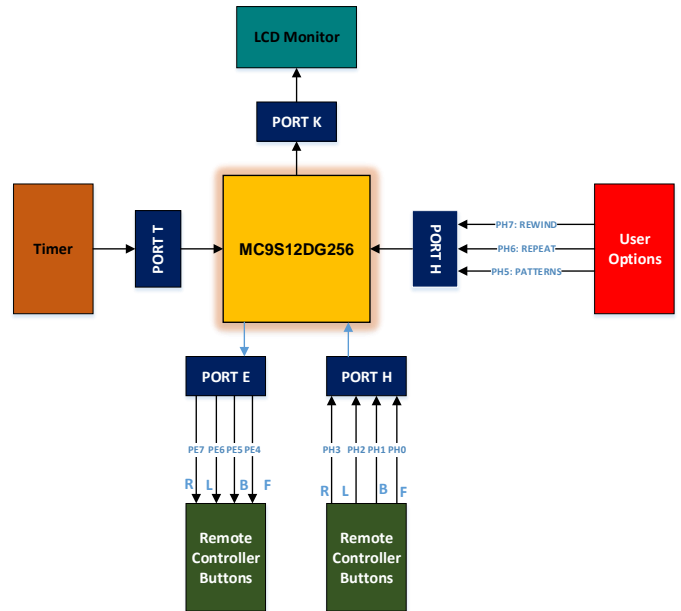 LCD Monitor
PORT K
Timer
PORT T
MC9S12DG256
PORT H
PH7: REWIND
PH6: REPEAT
PH5: PATTERNS
User
Options
PORT E
PORT H
PE7 PE6 PE5 PE4
PH3 PH2 PH1 PH0
R L B F
R L B F
Remote
Controller
Buttons
Remote
Controller
Buttons